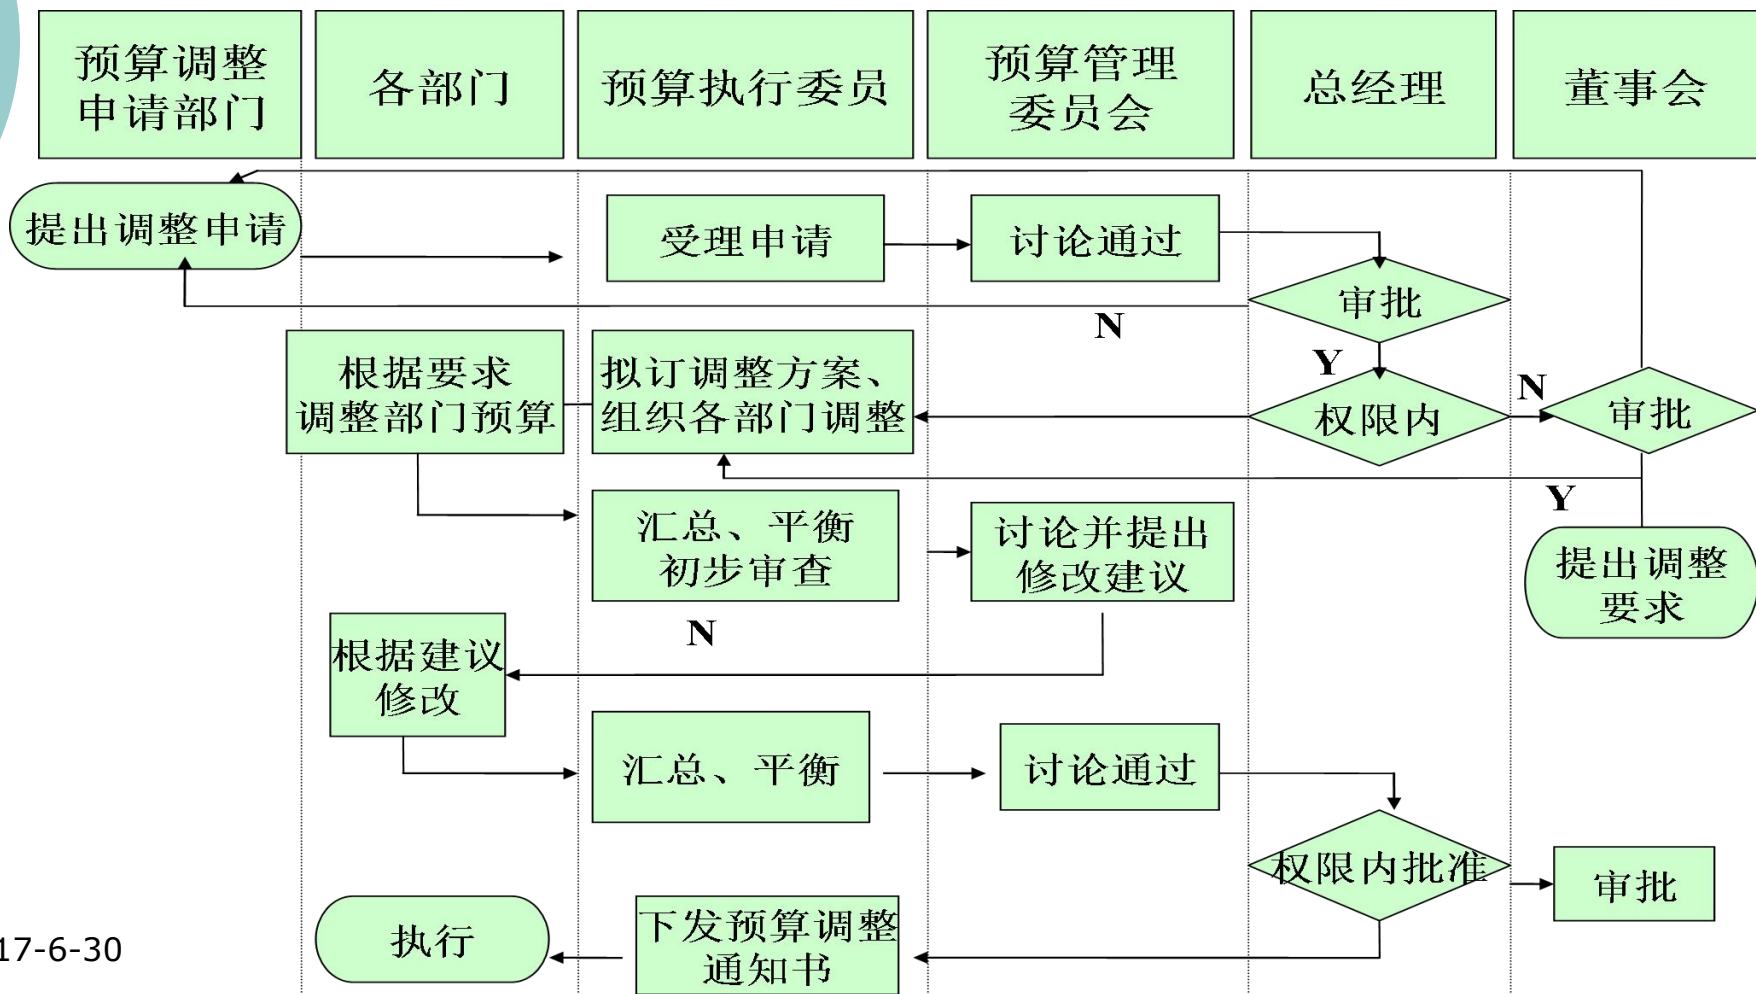 预算调整
申请部门
各部门
预算执行委员
预算管理
委员会
总经理
董事会
提出调整申请
受理申请
讨论通过
审批
N
Y
根据要求
调整部门预算
拟订调整方案、
组织各部门调整
权限内
N
审批
Y
汇总、平衡
初步审查
讨论并提出
修改建议
提出调整
要求
N
根据建议
修改
汇总、平衡
讨论通过
权限内批准
审批
执行
下发预算调整
通知书
17-6-30